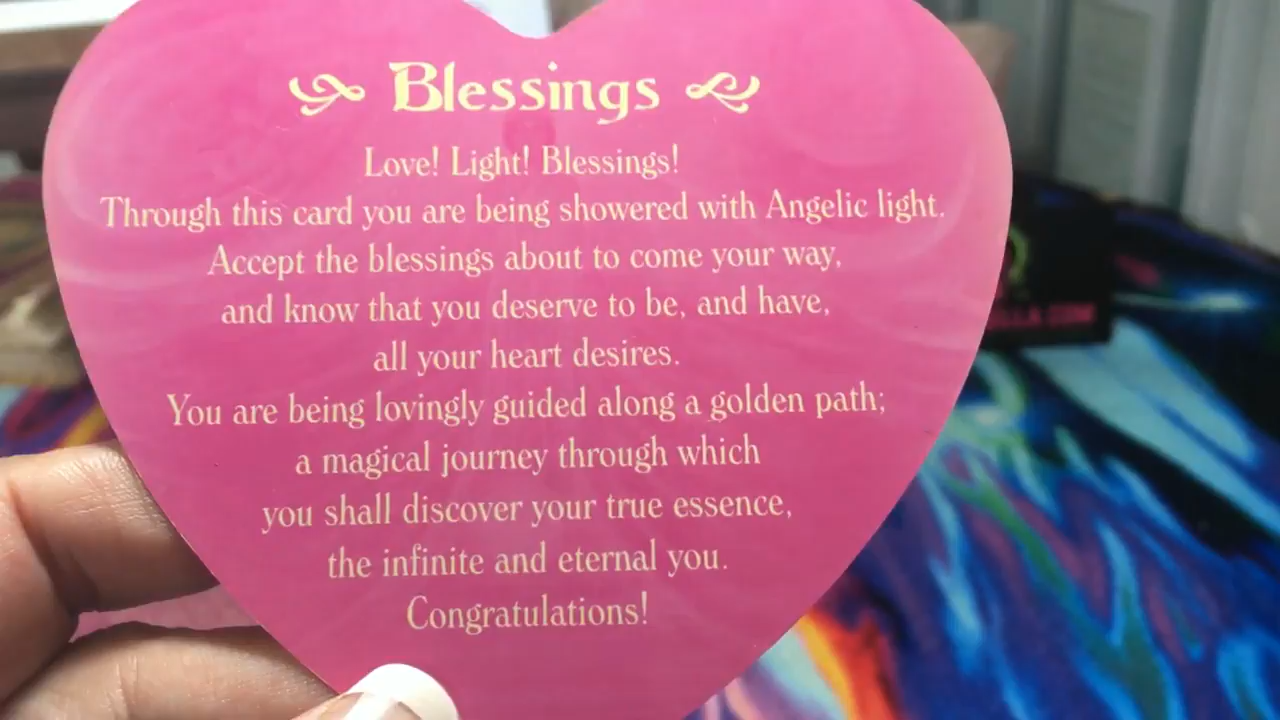 Blessings
Love! Light! Blessings!
Through this card you are being showered with Angelic light.
Accept the blessings about to come your way,
and know that you deserve to be, and have,
all your heart desires.
You are being lovingly guided along a golden path;
a magical journey through which
you shall discover your true essence,
the infinite and eternal you.
Congratulations!